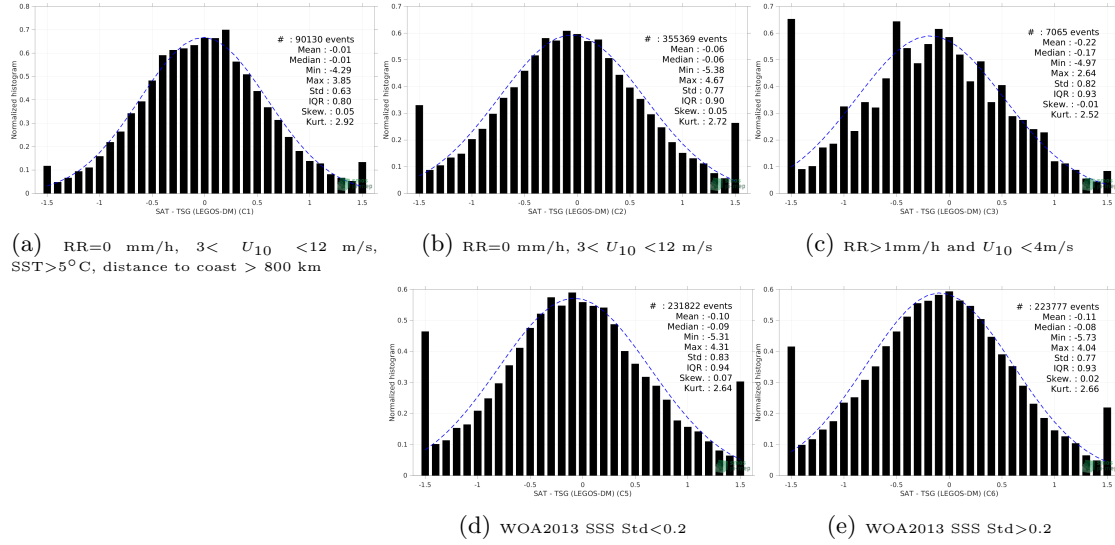 0.8
0.7
0.6
0.5
0.4
0.3
0.2
0.1
0
Normalized histogram
-1.5 -1 -0.5 0 0.5 1 1.5
SAT - TSG (LEGOS-DM) (C1)
# : 90130 events
Mean : -0.01
Median : -0.01
Min : -4.29
Max : 3.85
Std : 0.63
IQR : 0.80
Skew. : 0.05
Kurt. : 2.92
(a) RR=0 mm/h, 3< U10 <12 m/s,
SST>5°C, distance to coast > 800 km
0.7
0.6
0.5
0.4
0.3
0.2
0.1
0
Normalized histogram
-1.5 -1 -0.5 0 0.5 1 1.5
SAT - TSG (LEGOS-DM) (C2)
# : 355369 events
Mean : -0.06
Median : -0.06
Min : -5.38
Max : 4.67
Std : 0.77
IQR : 0.90
Skew. : 0.05
Kurt. : 2.72
(b) RR=0 mm/h, 3< U10 <12 m/s
0.7
0.6
0.5
0.4
0.3
0.2
0.1
0
Normalized histogram
-1.5 -1 -0.5 0 0.5 1 1.5
SAT - TSG (LEGOS-DM) (C3)
# : 7065 events
Mean : -0.22
Median : -0.17
Min : -4.97
Max : 2.64
Std : 0.82
IQR : 0.93
Skew. : -0.01
Kurt. : 2.52
(c) RR>1mm/h and U10 <4m/s
0.6
0.5
0.4
0.3
0.2
0.1
0
Normalized histogram
-1.5 -1 -0.5 0 0.5 1 1.5
SAT - TSG (LEGOS-DM) (C5)
# : 231822 events
Mean : -0.10
Median : -0.09
Min : -5.31
Max : 4.31
Std : 0.83
IQR : 0.94
Skew. : 0.07
Kurt. : 2.64
(d) WOA2013 SSS Std<0.2
0.6
0.5
0.4
0.3
0.2
0.1
0
Normalized histogram
-1.5 -1 -0.5 0 0.5 1 1.5
SAT - TSG (LEGOS-DM) (C6)
# : 223777 events
Mean : -0.11
Median : -0.08
Min : -5.73
Max : 4.04
Std : 0.77
IQR : 0.93
Skew. : 0.02
Kurt. : 2.66
(e) WOA2013 SSS Std>0.2